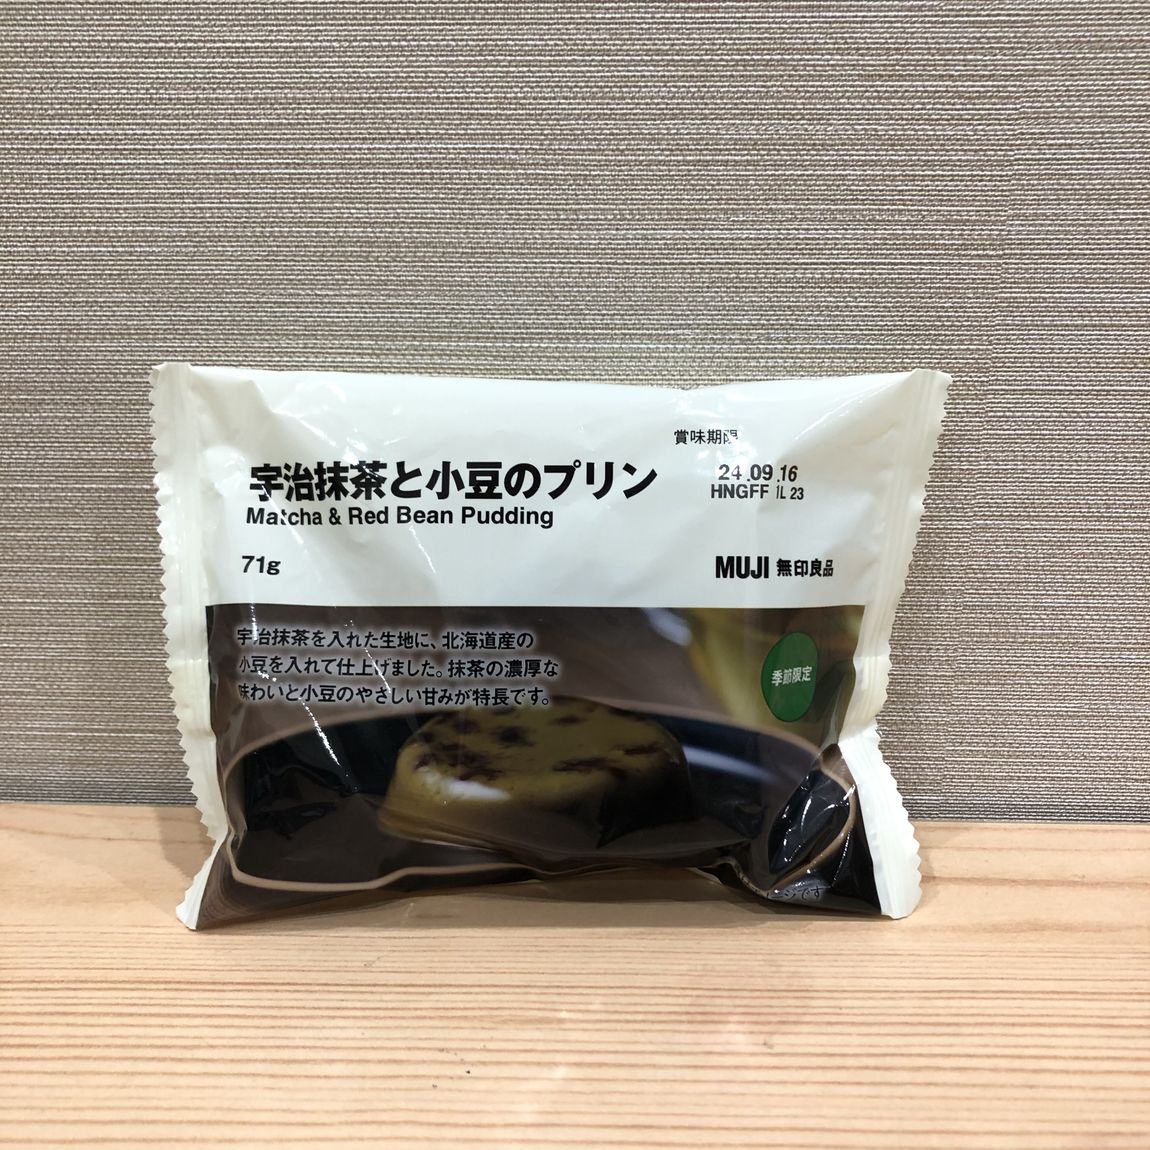 賞味期限
宇治抹茶と小豆のプリン
24.09.16
Matcha & Red Bean Pudding
71g
MUJI 無印良品
宇治抹茶を入れた生地に、北海道産の
小豆を入れて仕上げました。抹茶の濃厚な
味わいと小豆のやさしい甘みが特長です。
季節限定